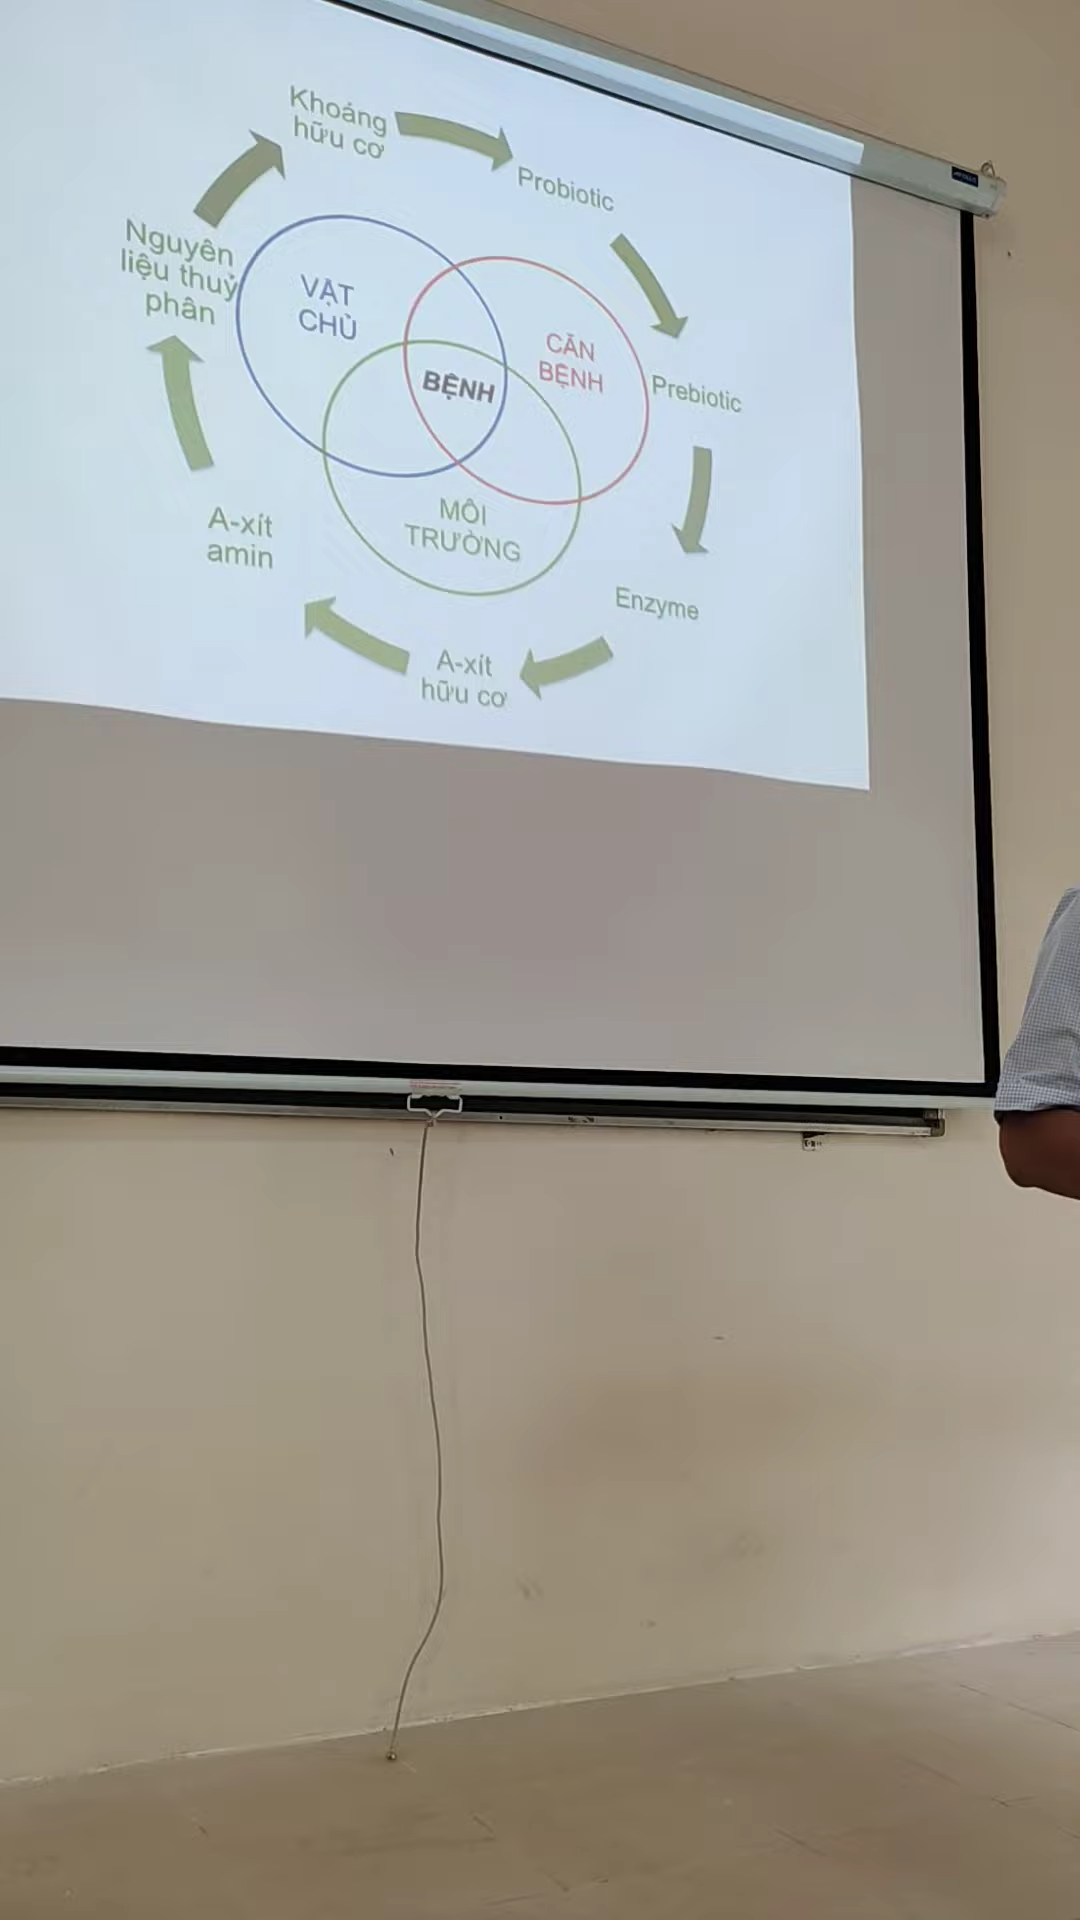 Khoáng
hữu cơ
Probiotic
Nguyên
liệu thuỷ
phân
VẬT
CHỦ
CĂN
BỆNH
BỆNH
Prebiotic
MÔI
TRƯỜNG
A-xít
amin
Enzyme
A-xít
hữu cơ